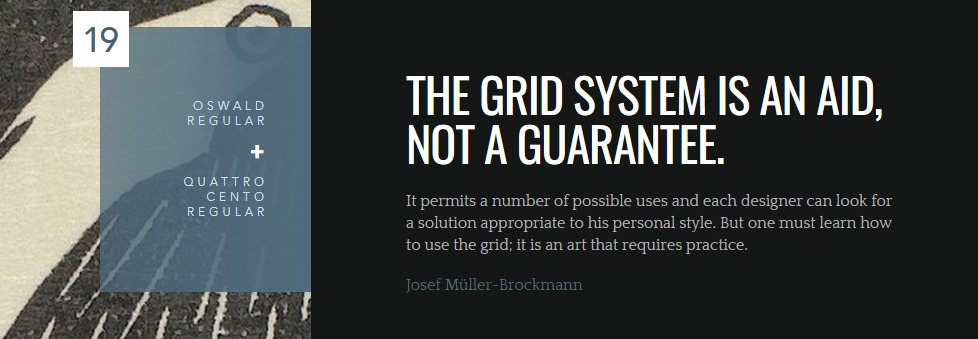 19
OSWALD
REGULAR
+
QUATTRO
CENTO
REGULAR
THE GRID SYSTEM IS AN AID,
NOT A GUARANTEE.
It permits a number of possible uses and each designer can look for
a solution appropriate to his personal style. But one must learn how
to use the grid; it is an art that requires practice.
Josef Müller-Brockmann